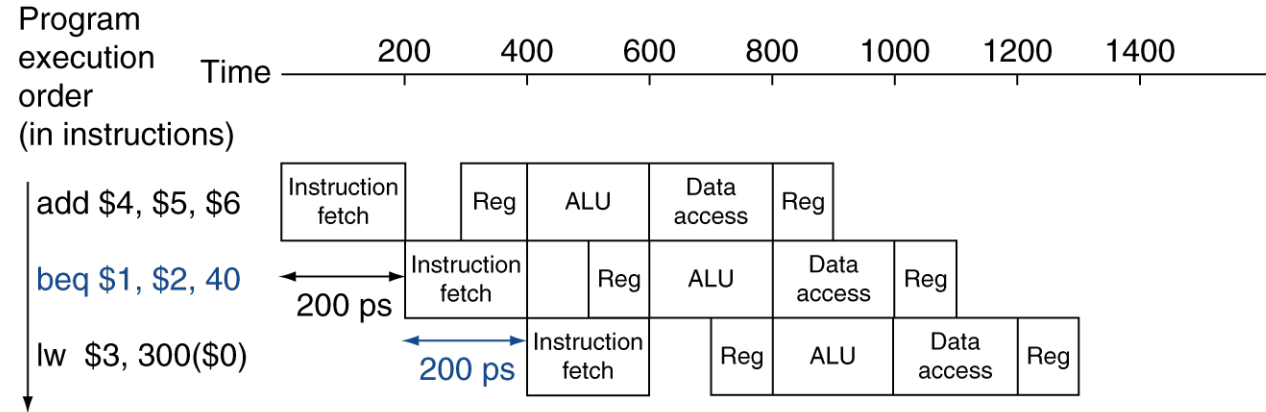 Program
execution
order
(in instructions)
Time
200 400 600 800 1000 1200 1400
add $4, $5, $6
Instruction
fetch
Reg
ALU
Data
access
Reg
beq $1, $2, 40
200 ps
Instruction
fetch
Reg
ALU
Data
access
Reg
lw $3, 300($0)
200 ps
Instruction
fetch
Reg
ALU
Data
access
Reg